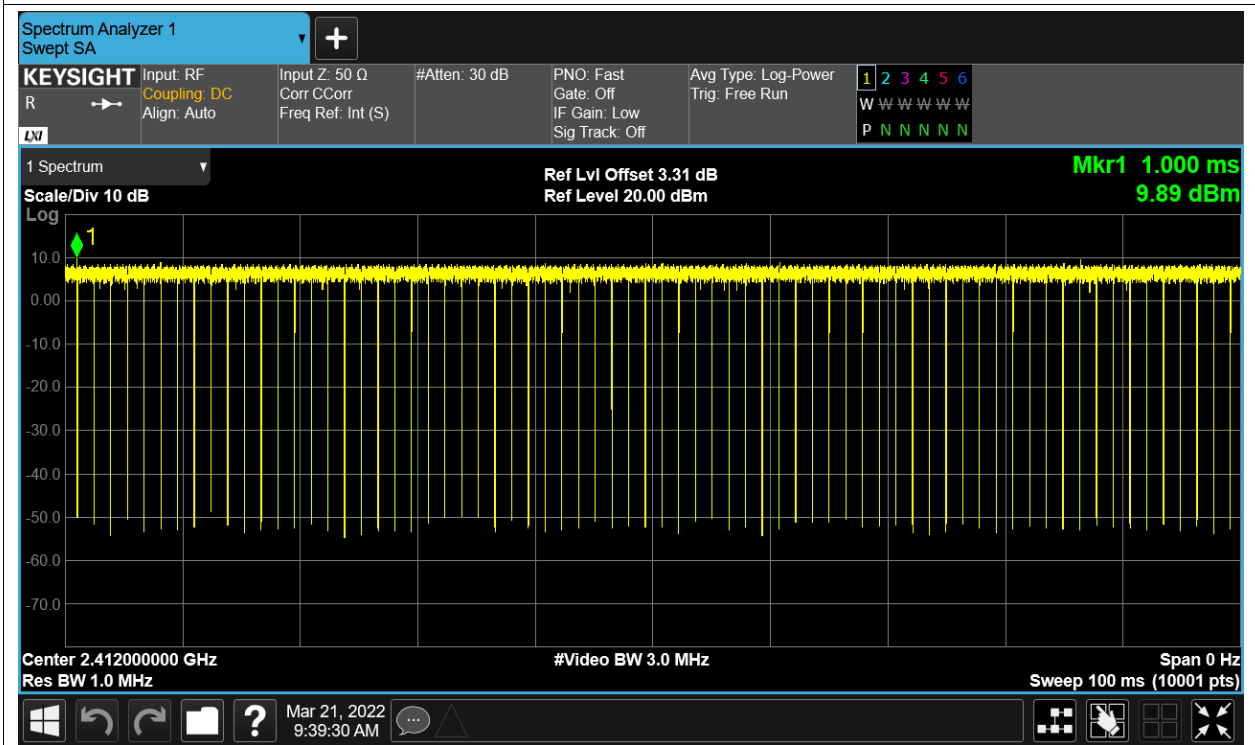 Spectrum Analyzer 1
Swept SA
KEYSIGHT
R
LXI
Input: RF
Coupling: DC
Align: Auto
Input Z: 50 Ω
Corr CCorr
Freq Ref: Int (S)
#Atten: 30 dB
PNO: Fast
Gate: Off
IF Gain: Low
Sig Track: Off
Avg Type: Log-Power
Trig: Free Run
1 2 3 4 5 6
W W W W W W
P N N N N N
1 Spectrum
Scale/Div 10 dB
Ref Lvl Offset 3.31 dB
Ref Level 20.00 dBm
Mkr1 1.000 ms
9.89 dBm
Log
1
10.0
0.00
-10.0
-20.0
-30.0
-40.0
-50.0
-60.0
-70.0
Center 2.412000000 GHz
Res BW 1.0 MHz
#Video BW 3.0 MHz
Span 0 Hz
Sweep 100 ms (10001 pts)
?
Mar 21, 2022
9:39:30 AM